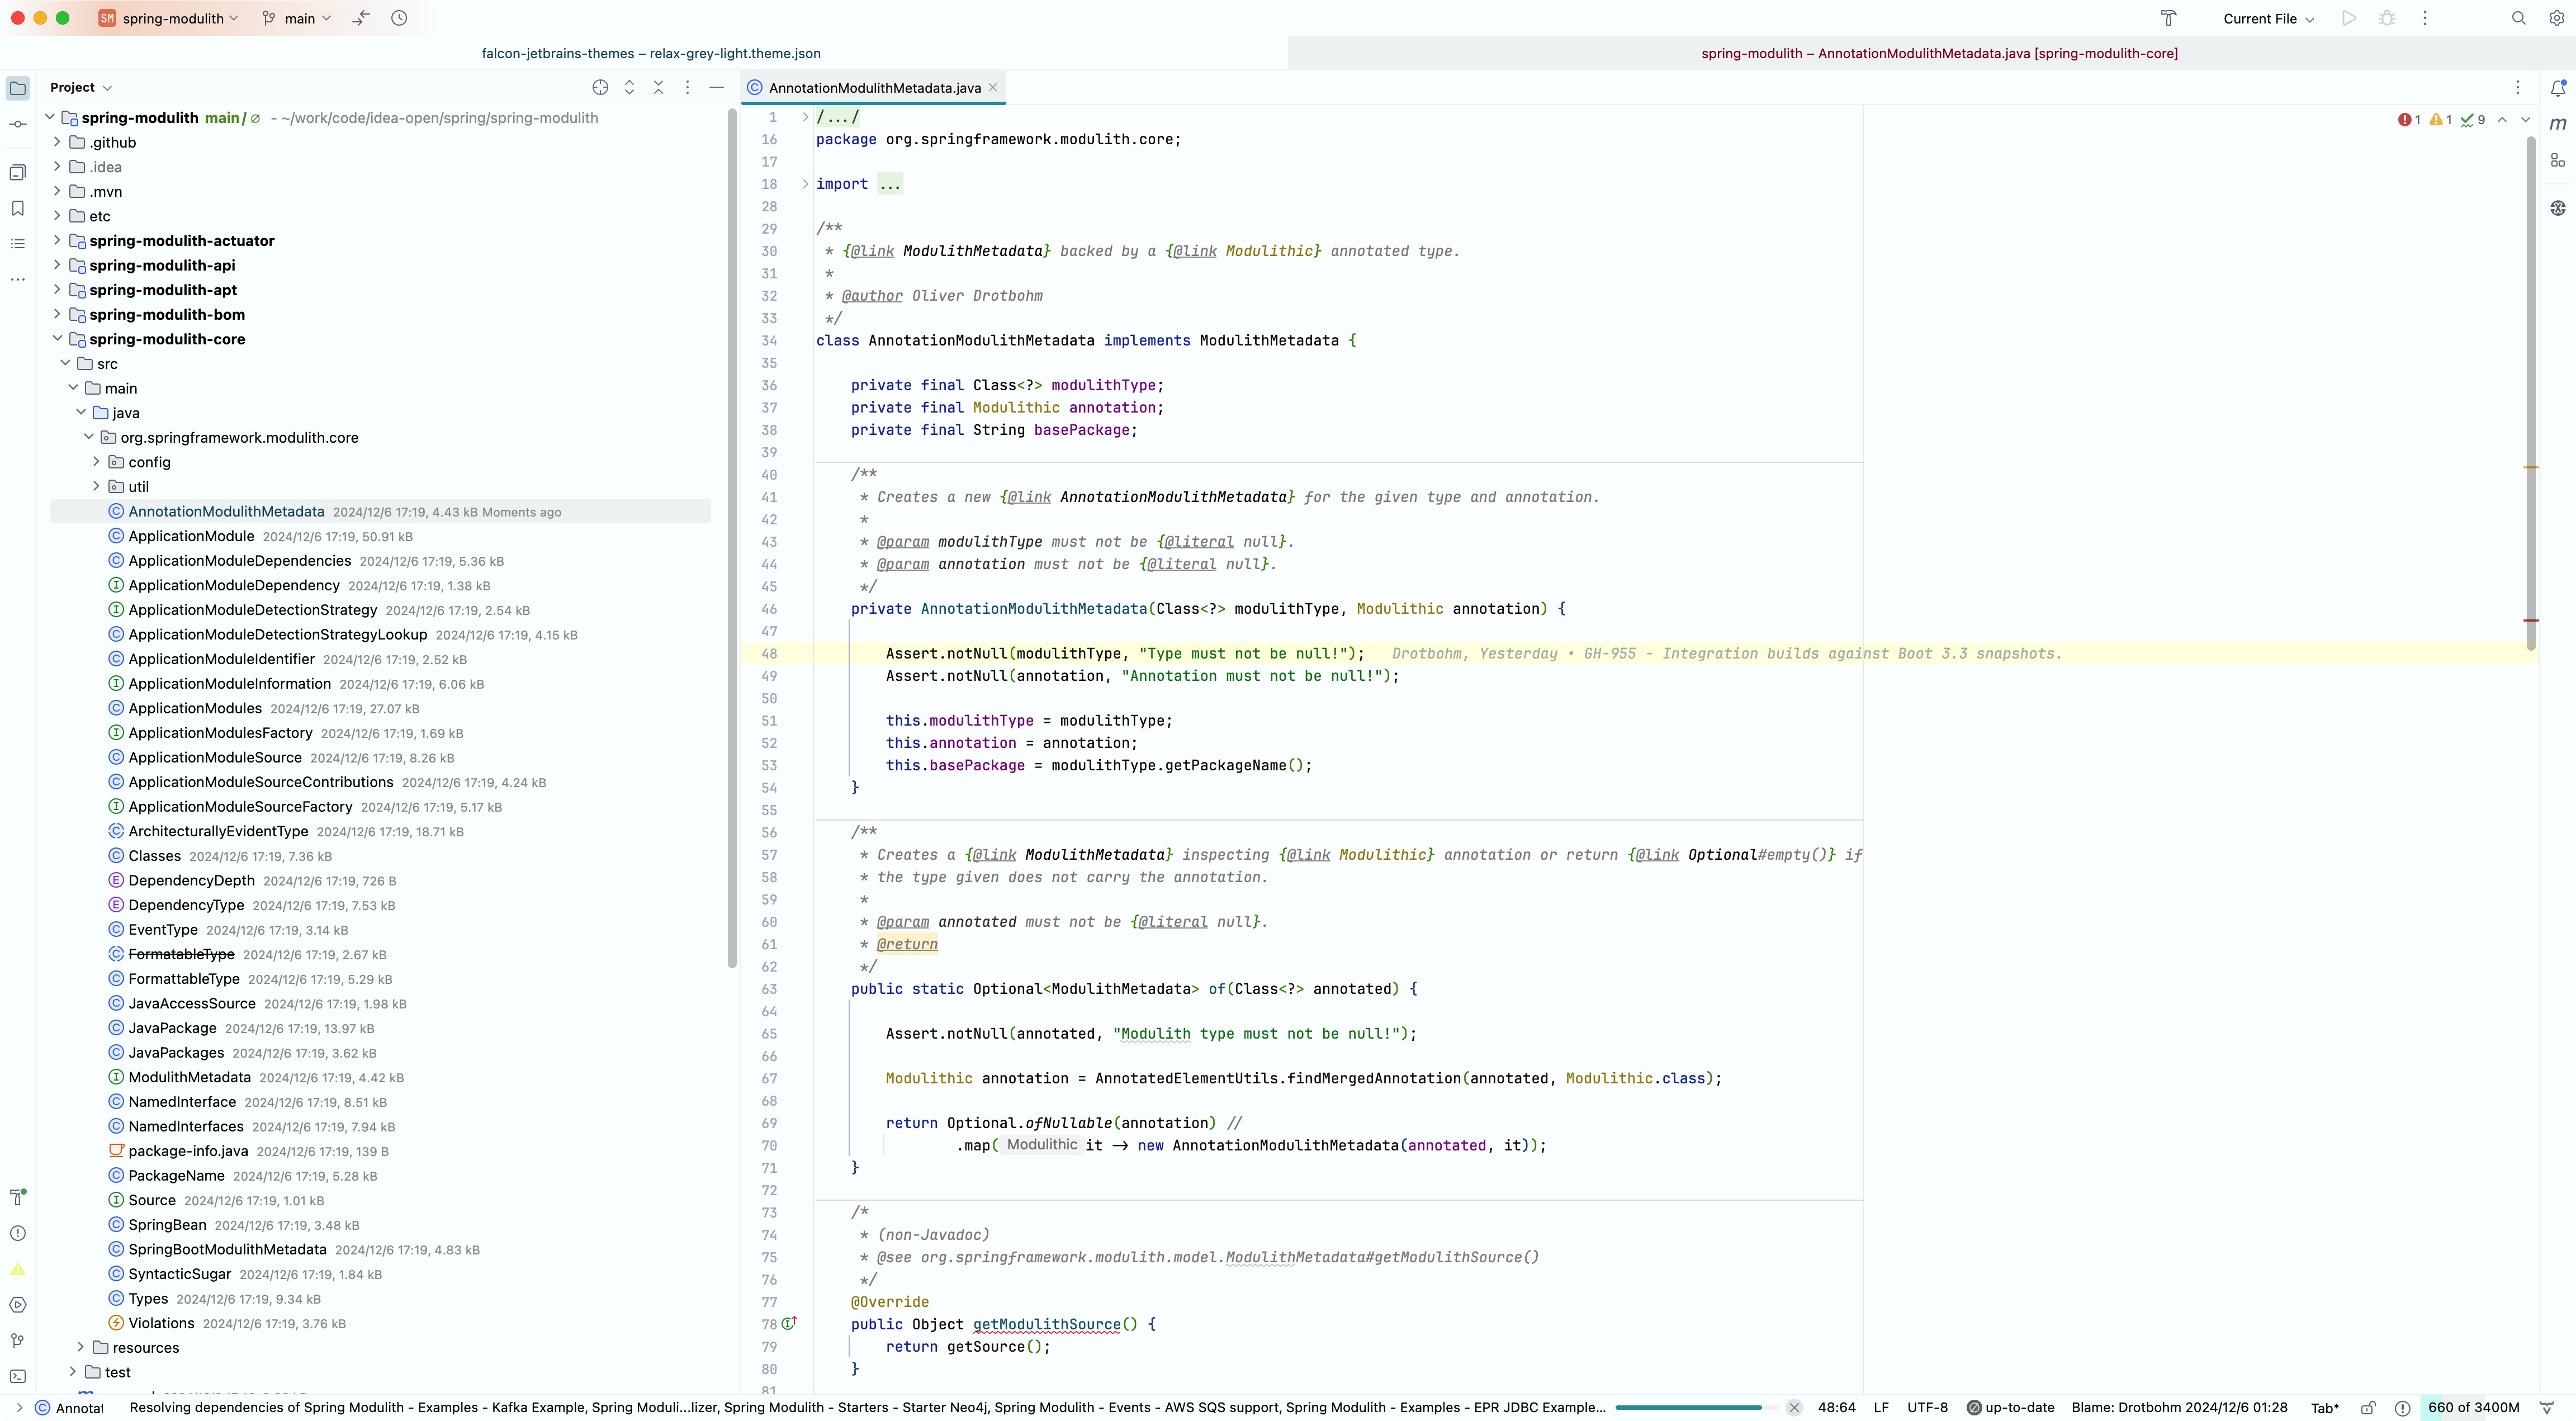 SM spring-modulith main Current File
falcon-jetbrains-themes – relax-grey-light.theme.json
spring-modulith – AnnotationModulithMetadata.java [spring-modulith-core]
Project
spring-modulith main / ∅ - ~/work/code/idea-open/spring/spring-modulith
.github
.idea
.mvn
etc
spring-modulith-actuator
spring-modulith-api
spring-modulith-apt
spring-modulith-bom
spring-modulith-core
src
main
java
org.springframework.modulith.core
config
util
AnnotationModulithMetadata 2024/12/6 17:19, 4.43 kB Moments ago
ApplicationModule 2024/12/6 17:19, 50.91 kB
ApplicationModuleDependencies 2024/12/6 17:19, 5.36 kB
ApplicationModuleDependency 2024/12/6 17:19, 1.38 kB
ApplicationModuleDetectionStrategy 2024/12/6 17:19, 2.54 kB
ApplicationModuleDetectionStrategyLookup 2024/12/6 17:19, 4.15 kB
ApplicationModuleIdentifier 2024/12/6 17:19, 2.52 kB
ApplicationModuleInformation 2024/12/6 17:19, 6.06 kB
ApplicationModules 2024/12/6 17:19, 27.07 kB
ApplicationModulesFactory 2024/12/6 17:19, 1.69 kB
ApplicationModuleSource 2024/12/6 17:19, 8.26 kB
ApplicationModuleSourceContributions 2024/12/6 17:19, 4.24 kB
ApplicationModuleSourceFactory 2024/12/6 17:19, 5.17 kB
ArchitecturallyEvidentType 2024/12/6 17:19, 18.71 kB
Classes 2024/12/6 17:19, 7.36 kB
DependencyDepth 2024/12/6 17:19, 726 B
DependencyType 2024/12/6 17:19, 7.53 kB
EventType 2024/12/6 17:19, 3.14 kB
FormatableType 2024/12/6 17:19, 2.67 kB
FormattableType 2024/12/6 17:19, 5.29 kB
JavaAccessSource 2024/12/6 17:19, 1.98 kB
JavaPackage 2024/12/6 17:19, 13.97 kB
JavaPackages 2024/12/6 17:19, 3.62 kB
ModulithMetadata 2024/12/6 17:19, 4.42 kB
NamedInterface 2024/12/6 17:19, 8.51 kB
NamedInterfaces 2024/12/6 17:19, 7.94 kB
package-info.java 2024/12/6 17:19, 139 B
PackageName 2024/12/6 17:19, 5.28 kB
Source 2024/12/6 17:19, 1.01 kB
SpringBean 2024/12/6 17:19, 3.48 kB
SpringBootModulithMetadata 2024/12/6 17:19, 4.83 kB
SyntacticSugar 2024/12/6 17:19, 1.84 kB
Types 2024/12/6 17:19, 9.34 kB
Violations 2024/12/6 17:19, 3.76 kB
resources
test
AnnotationModulithMetadata.java
1 1 9
1 /.../
16 package org.springframework.modulith.core;
17
18 import ...
28
29 /**
30 * {@link ModulithMetadata} backed by a {@link Modulithic} annotated type.
31 *
32 * @author Oliver Drotbohm
33 */
34 class AnnotationModulithMetadata implements ModulithMetadata {
35
36 private final Class<?> modulithType;
37 private final Modulithic annotation;
38 private final String basePackage;
39
40 /**
41 * Creates a new {@link AnnotationModulithMetadata} for the given type and annotation.
42 *
43 * @param modulithType must not be {@literal null}.
44 * @param annotation must not be {@literal null}.
45 */
46 private AnnotationModulithMetadata(Class<?> modulithType, Modulithic annotation) {
47
48 Assert.notNull(modulithType, "Type must not be null!"); Drotbohm, Yesterday • GH-955 - Integration builds against Boot 3.3 snapshots.
49 Assert.notNull(annotation, "Annotation must not be null!");
50
51 this.modulithType = modulithType;
52 this.annotation = annotation;
53 this.basePackage = modulithType.getPackageName();
54 }
55
56 /**
57 * Creates a {@link ModulithMetadata} inspecting {@link Modulithic} annotation or return {@link Optional#empty()} if
58 * the type given does not carry the annotation.
59 *
60 * @param annotated must not be {@literal null}.
61 * @return
62 */
63 public static Optional<ModulithMetadata> of(Class<?> annotated) {
64
65 Assert.notNull(annotated, "Modulith type must not be null!");
66
67 Modulithic annotation = AnnotatedElementUtils.findMergedAnnotation(annotated, Modulithic.class);
68
69 return Optional.ofNullable(annotation) //
70 .map( Modulithic it -> new AnnotationModulithMetadata(annotated, it));
71 }
72
73 /*
74 * (non-Javadoc)
75 * @see org.springframework.modulith.model.ModulithMetadata#getModulithSource()
76 */
77 @Override
78 public Object getModulithSource() {
79 return getSource();
80 }
81
Annotat Resolving dependencies of Spring Modulith - Examples - Kafka Example, Spring Moduli...lizer, Spring Modulith - Starters - Starter Neo4j, Spring Modulith - Events - AWS SQS support, Spring Modulith - Examples - EPR JDBC Example... 48:64 LF UTF-8 up-to-date Blame: Drotbohm 2024/12/6 01:28 Tab* 660 of 3400M